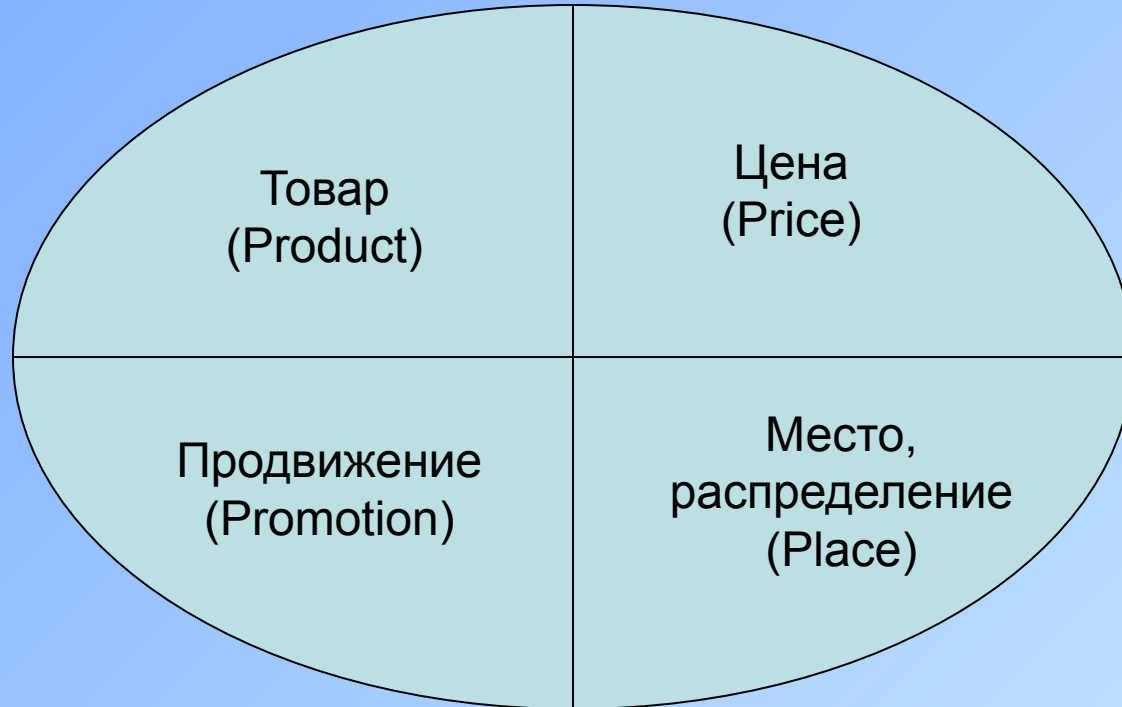 Товар
(Product)
Цена
(Price)
Продвижение
(Promotion)
Место,
распределение
(Place)